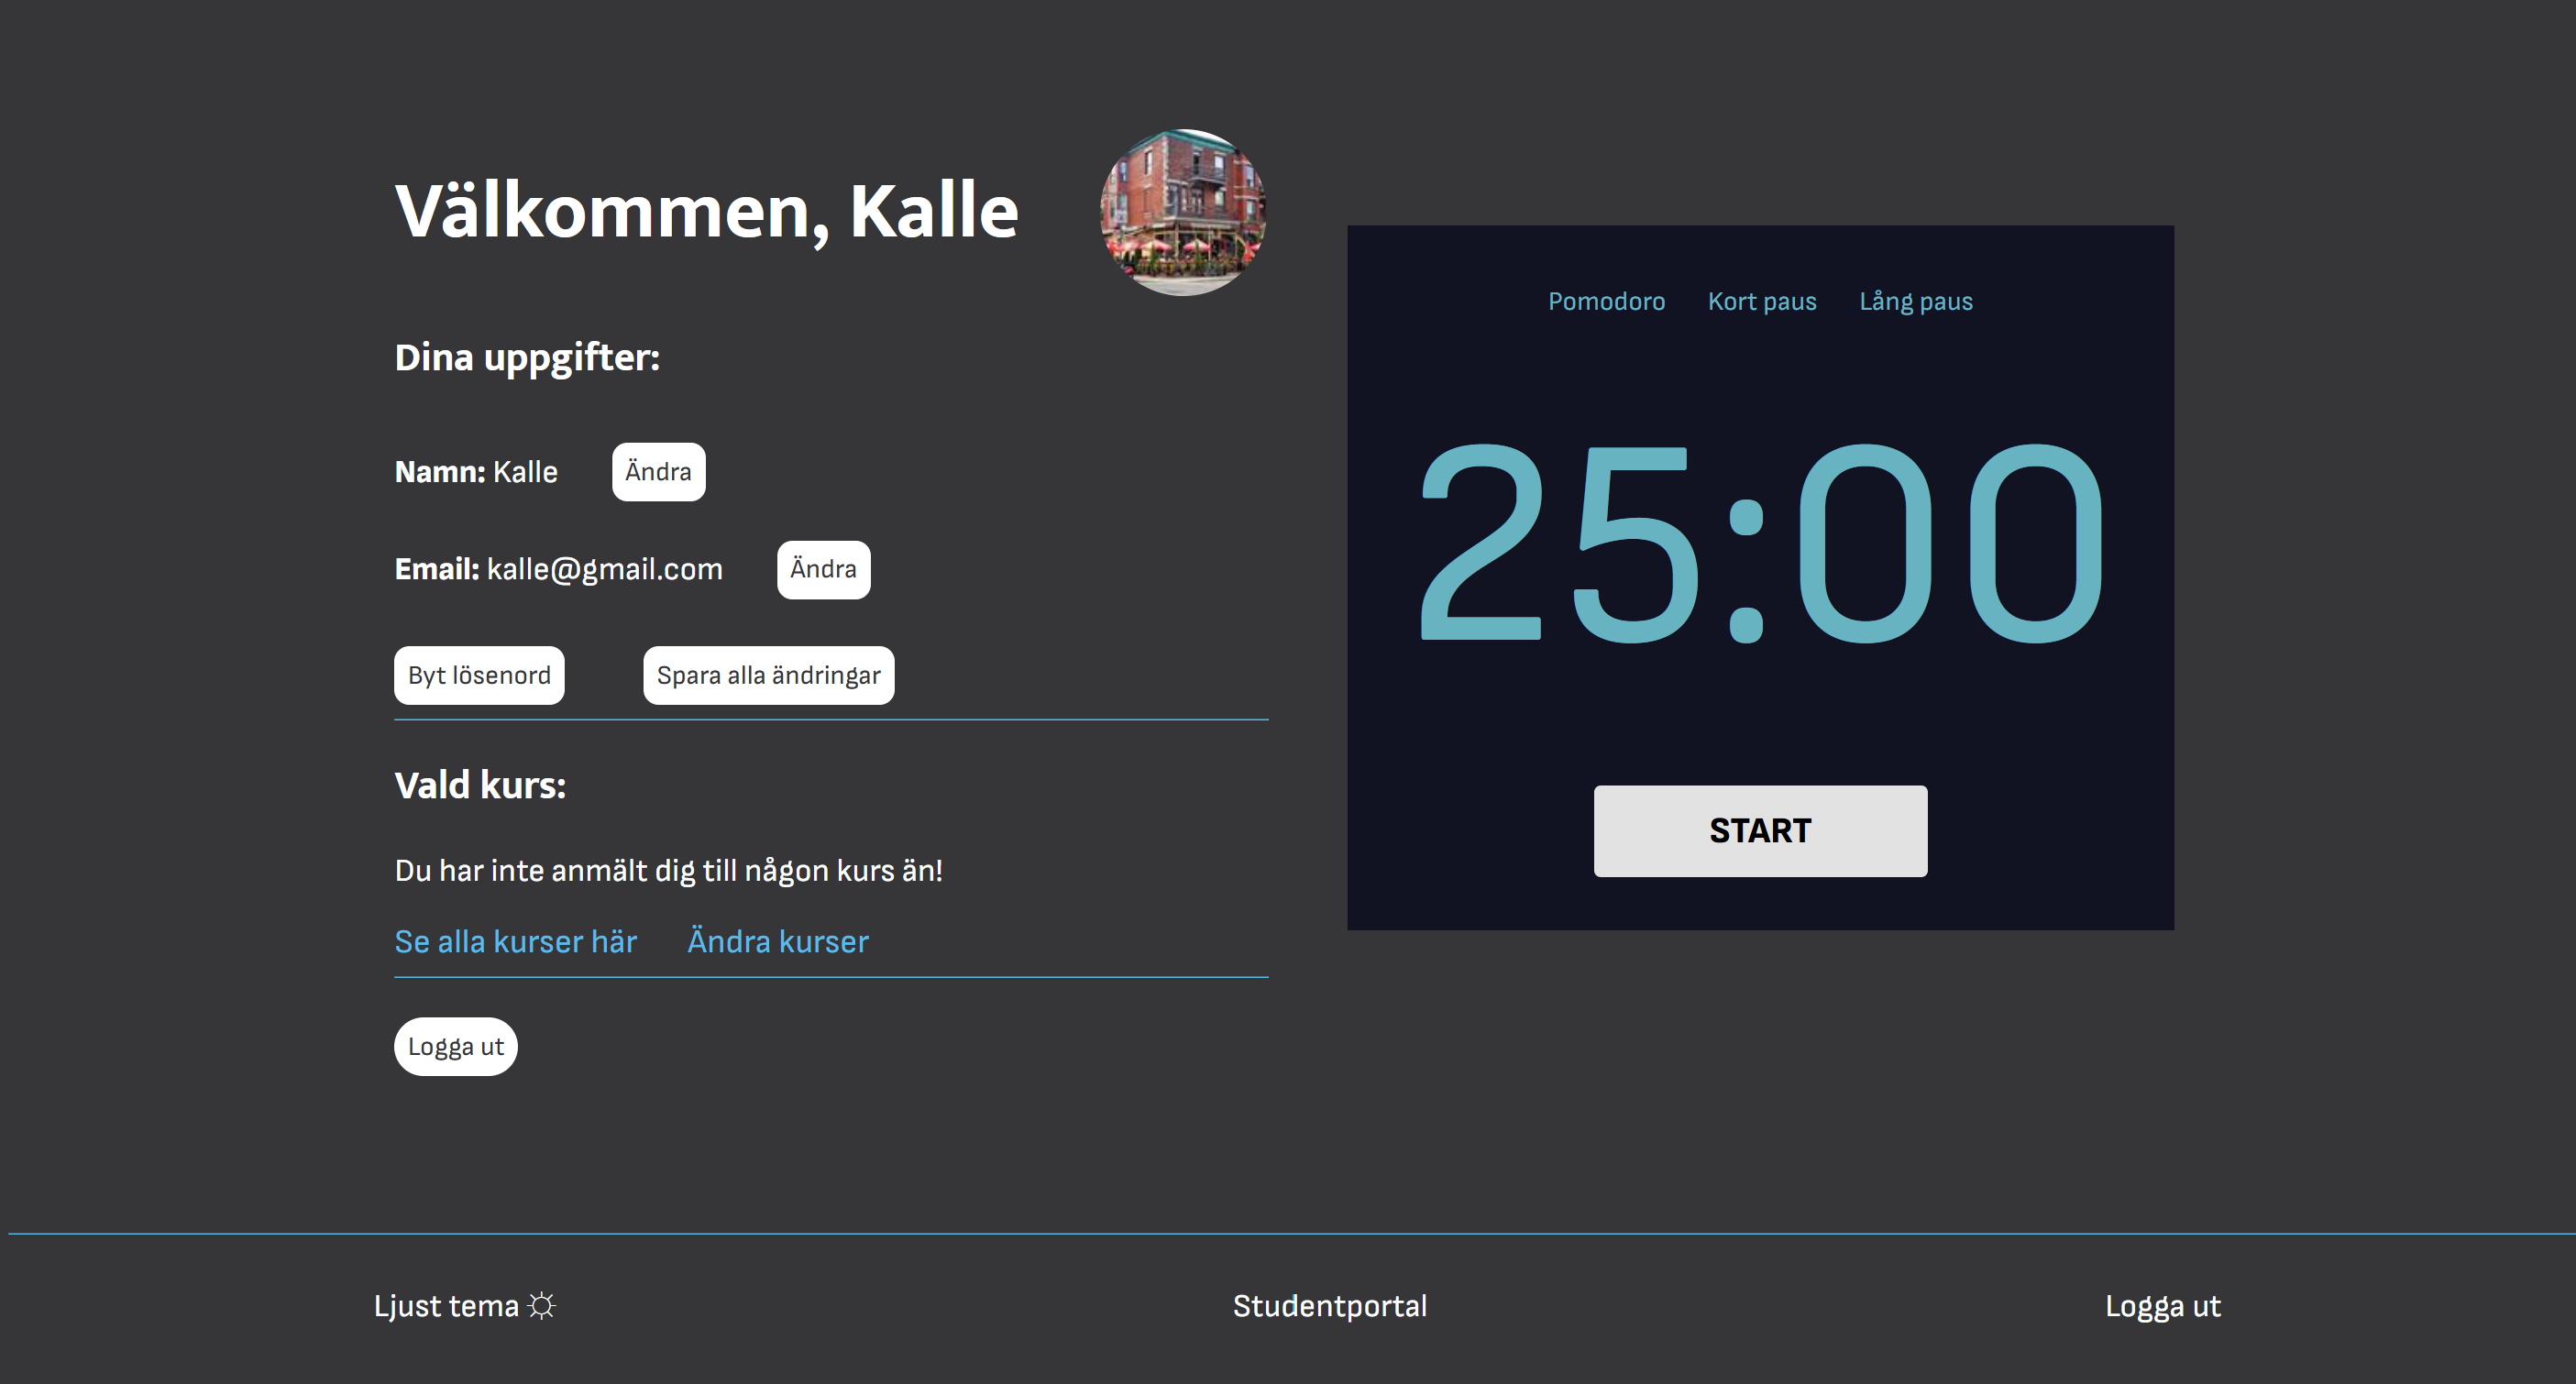 Välkommen, Kalle
Dina uppgifter:
Namn: Kalle Ändra
Email: kalle@gmail.com Ändra
Byt lösenord Spara alla ändringar
Vald kurs:
Du har inte anmält dig till någon kurs än!
Se alla kurser här Ändra kurser
Logga ut
Pomodoro Kort paus Lång paus
25:00
START
Ljust tema Studentportal Logga ut